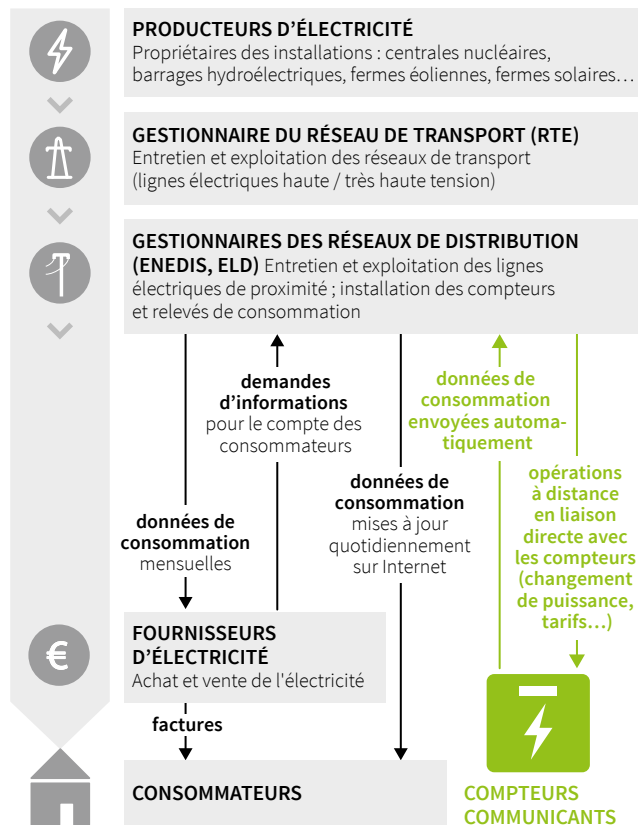 PRODUCTEURS D’ÉLECTRICITÉ
Propriétaires des installations : centrales nucléaires,
barrages hydroélectriques, fermes éoliennes, fermes solaires…
GESTIONNAIRE DU RÉSEAU DE TRANSPORT (RTE)
Entretien et exploitation des réseaux de transport
(lignes électriques haute / très haute tension)
GESTIONNAIRES DES RÉSEAUX DE DISTRIBUTION
(ENEDIS, ELD) Entretien et exploitation des lignes
électriques de proximité ; installation des compteurs
et relevés de consommation
demandes
d’informations
pour le compte des
consommateurs
données de
consommation
envoyées automa-
tiquement
données de
consommation
mises à jour
quotidiennement
sur Internet
opérations
à distance
en liaison
directe avec
les compteurs
(changement
de puissance,
tarifs…)
données de
consommation
mensuelles
€
FOURNISSEURS
D’ÉLECTRICITÉ
Achat et vente de l'électricité
factures
CONSOMMATEURS
COMPTEURS
COMMUNICANTS